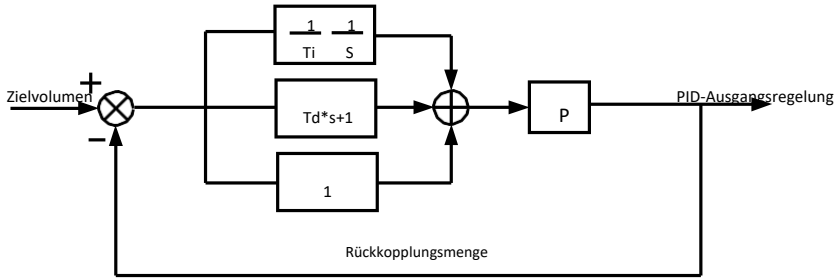 1 1
Ti S
+
Zielvolumen
PID-Ausgangsregelung
Td*s+1
P
−
1
Rückkopplungsmenge